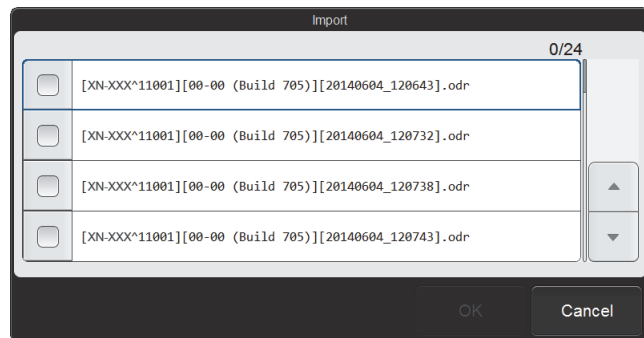 Import
0/24
[XN-XXX^11001][00-00 (Build 705)][20140604_120643].odr
[XN-XXX^11001][00-00 (Build 705)][20140604_120732].odr
[XN-XXX^11001][00-00 (Build 705)][20140604_120738].odr
[XN-XXX^11001][00-00 (Build 705)][20140604_120743].odr
OK Cancel